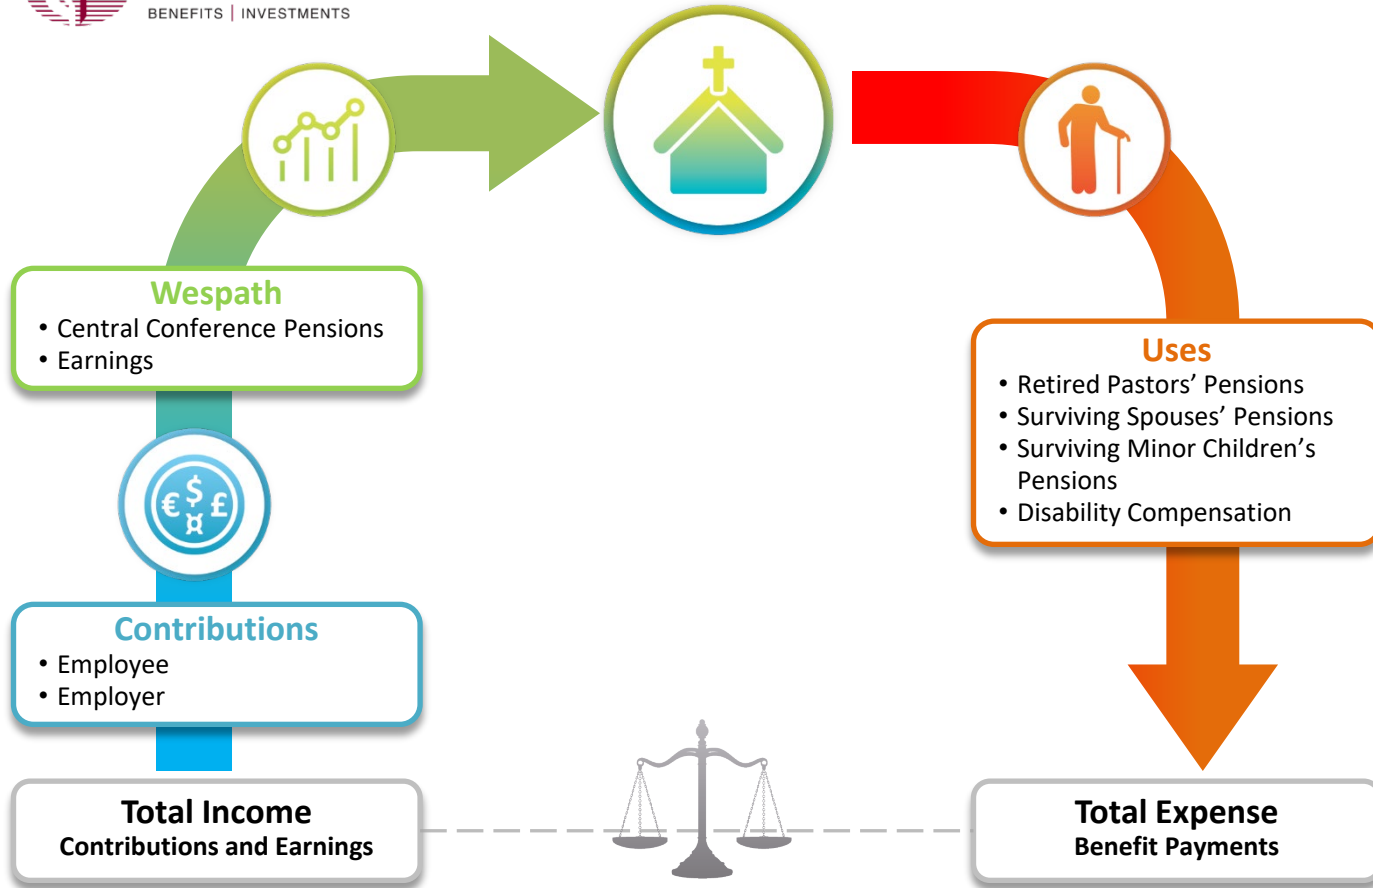 BENEFITS | INVESTMENTS
Wespath
• Central Conference Pensions
• Earnings
€ $ £
¤
Contributions
• Employee
• Employer
Total Income
Contributions and Earnings
Uses
• Retired Pastors’ Pensions
• Surviving Spouses’ Pensions
• Surviving Minor Children’s
Pensions
• Disability Compensation
Total Expense
Benefit Payments